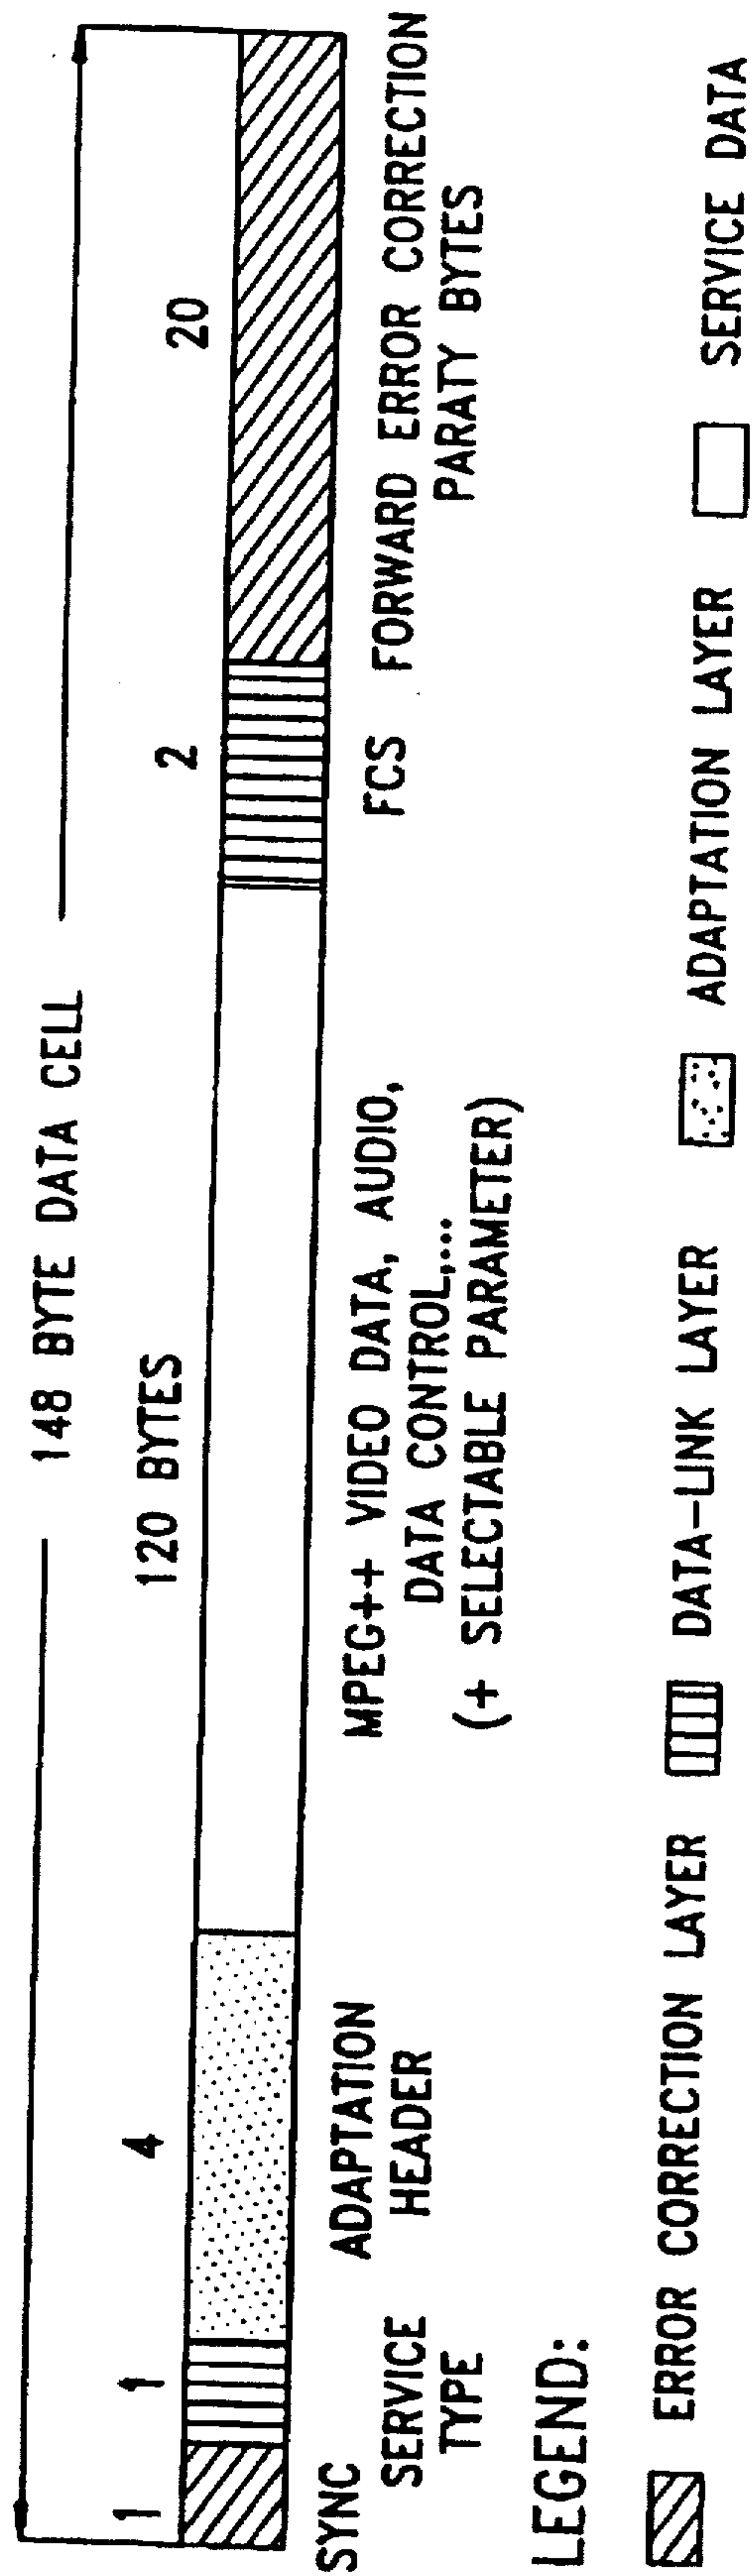 148 BYTE DATA CELL
1 1 4 120 BYTES 2 20
SYNC
SERVICE
TYPE
ADAPTATION
HEADER
MPEG++ VIDEO DATA, AUDIO,
DATA CONTROL,...
(+ SELECTABLE PARAMETER)
FCS
FORWARD ERROR CORRECTION
PARATY BYTES
LEGEND:
ERROR CORRECTION LAYER
DATA-LINK LAYER
ADAPTATION LAYER
SERVICE DATA